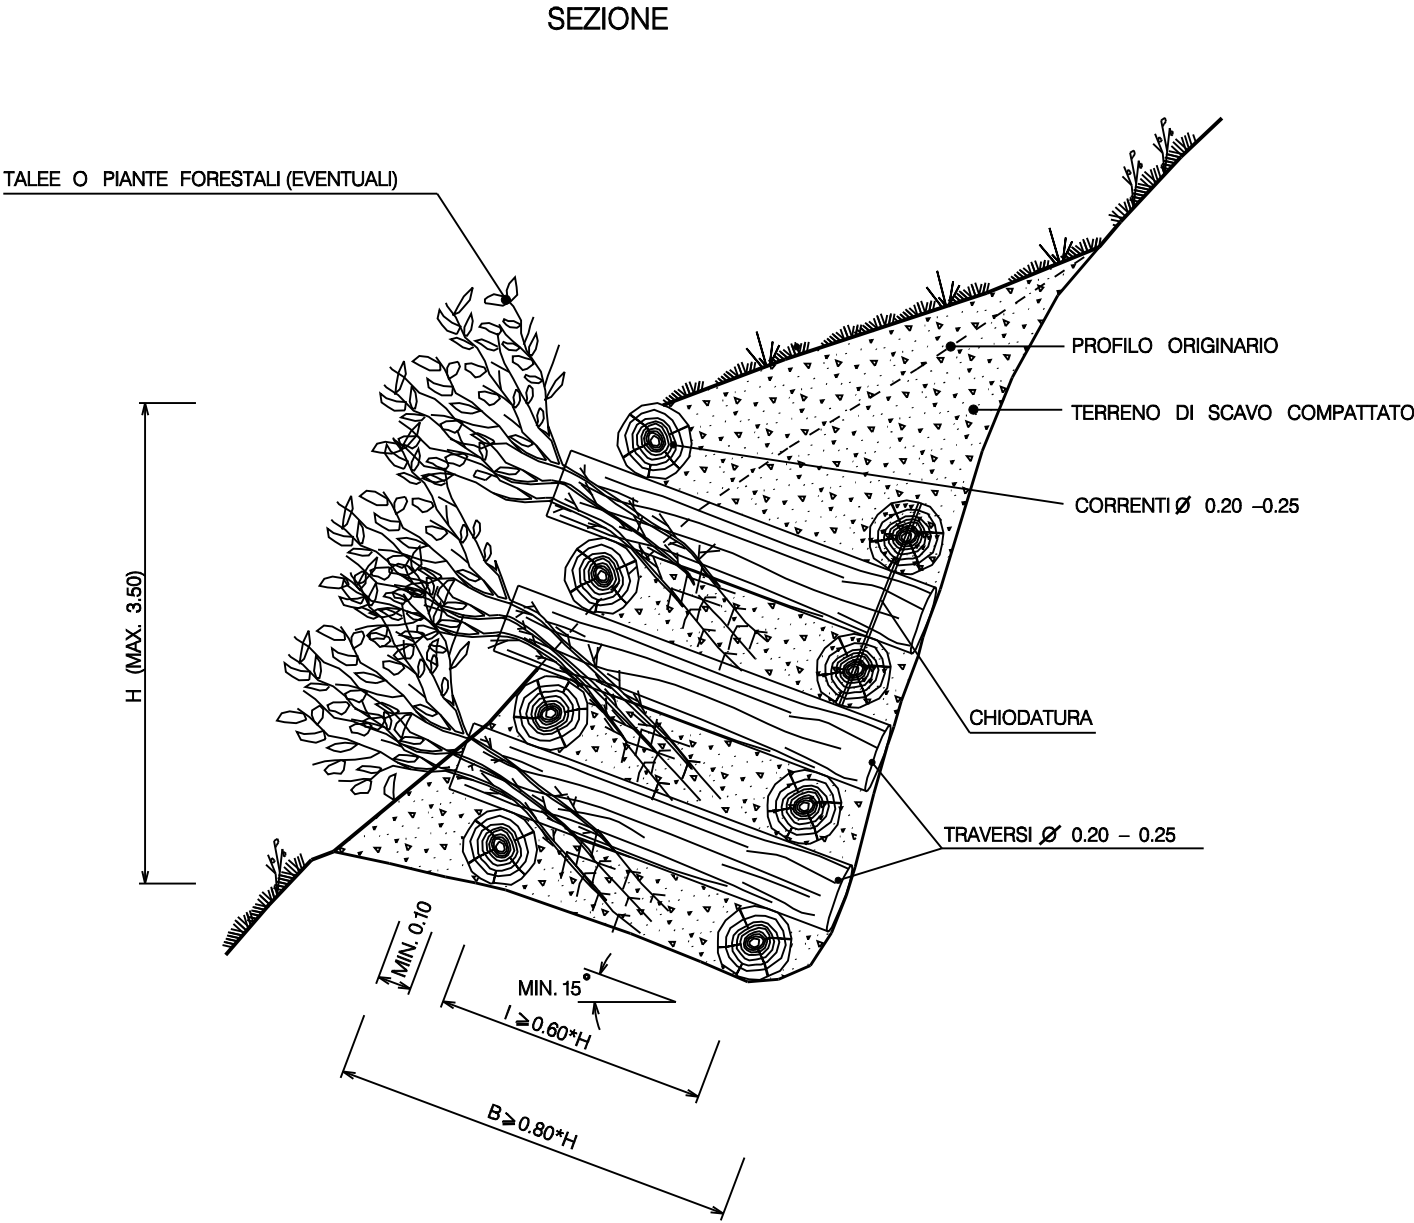 SEZIONE
TALEE O PIANTE FORESTALI (EVENTUALI)
PROFILO ORIGINARIO
TERRENO DI SCAVO COMPATTATO
CORRENTI Ø 0.20 -0.25
H (MAX. 3.50)
CHIODATURA
TRAVERSI Ø 0.20 - 0.25
MIN. 0.10
MIN. 15°
I ≥ 0.60*H
B ≥ 0.80*H